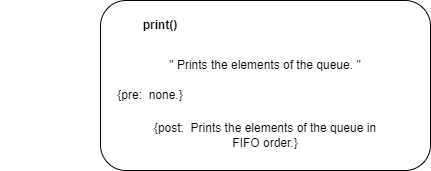 print()
" Prints the elements of the queue. "
{pre: none.}
{post: Prints the elements of the queue in
FIFO order.}